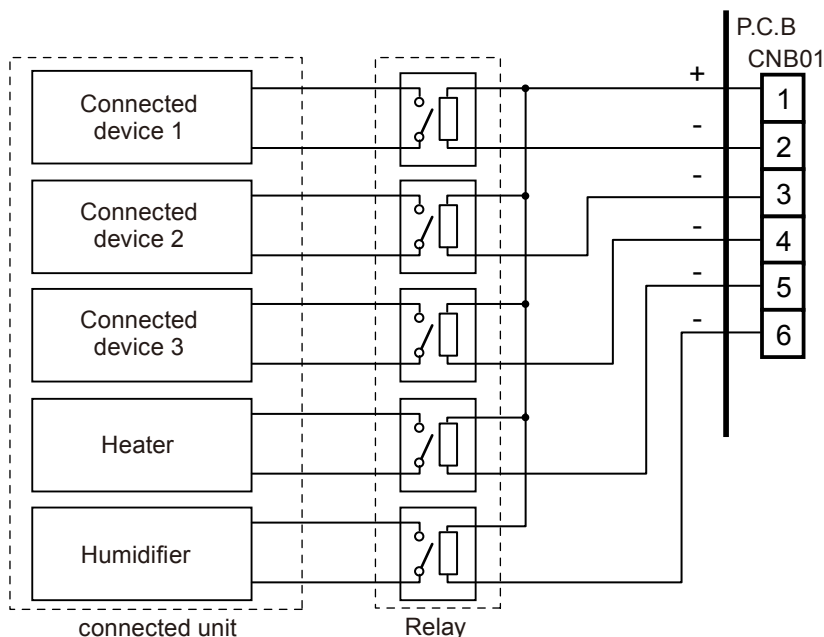 P.C.B
CNB01
+
1
Connected
device 1
-
2
-
3
Connected
device 2
-
4
-
5
Connected
device 3
-
6
Heater
Humidifier
connected unit
Relay